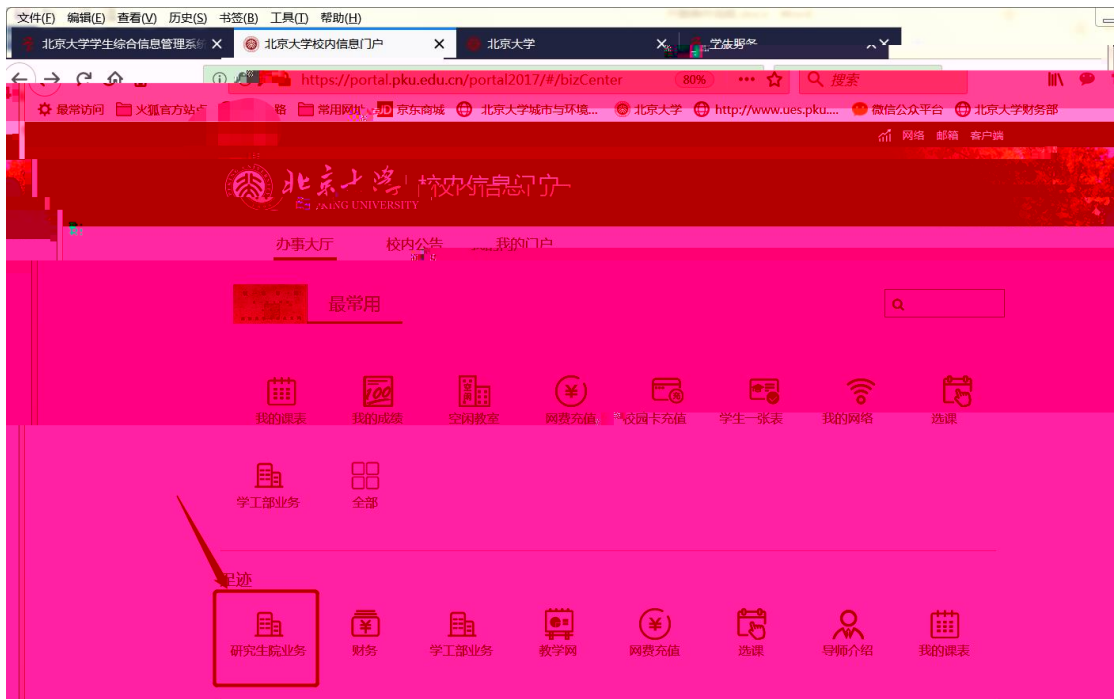 文件(F) 编辑(E) 查看(V) 历史(S) 书签(B) 工具(T) 帮助(H)
北京大学学生综合信息管理系统 × 北京大学校内信息门户 × 北京大学 ×
https://portal.pku.edu.cn/portal2017/#/bizCenter 80% ••• 搜索
最常访问 火狐官方站点 常用网址 JD 京东商城 北京大学城市与环境... 北京大学 http://www.ues.pku.... 微信公众平台 北京大学财务部
网络 邮箱 客户端
北京大学 校内信息门户
UNIVERSITY
办事大厅 校内公告 我的门户
最常用
我的课表 我的成绩 空闲教室 网费充值 校园卡充值 学生一张表 我的网络 选课
学工部业务 全部
足迹
研究生院业务 财务 学工部业务 教学网 网费充值 选课 导师介绍 我的课表